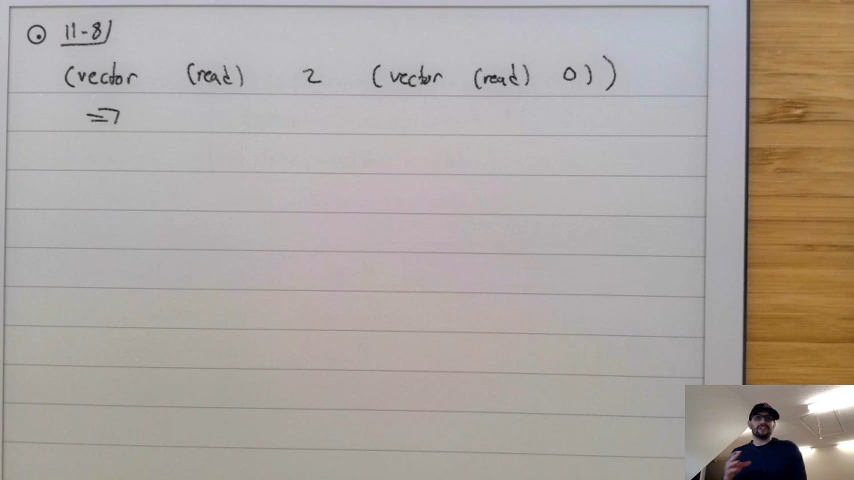 ⊙ 11-8/
(vector (read) 2 (vector (read) 0))
=>